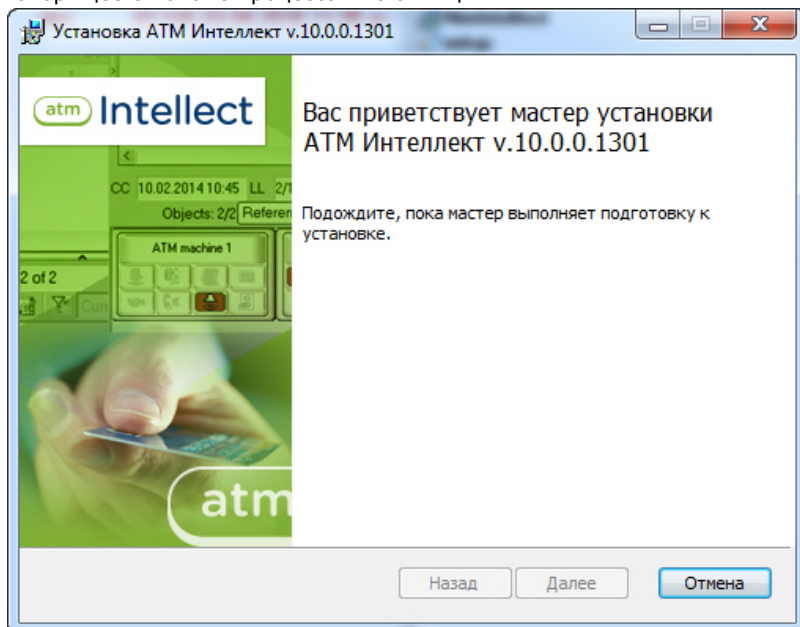 Установка ATM Интеллект v.10.0.0.1301
atm Intellect
Вас приветствует мастер установки
ATM Интеллект v.10.0.0.1301
CC 10.02.2014 10:45 LL
Objects: 2/2
Подождите, пока мастер выполняет подготовку к
установке.
ATM machine 1
2 of 2
atm
Назад
Далее
Отмена